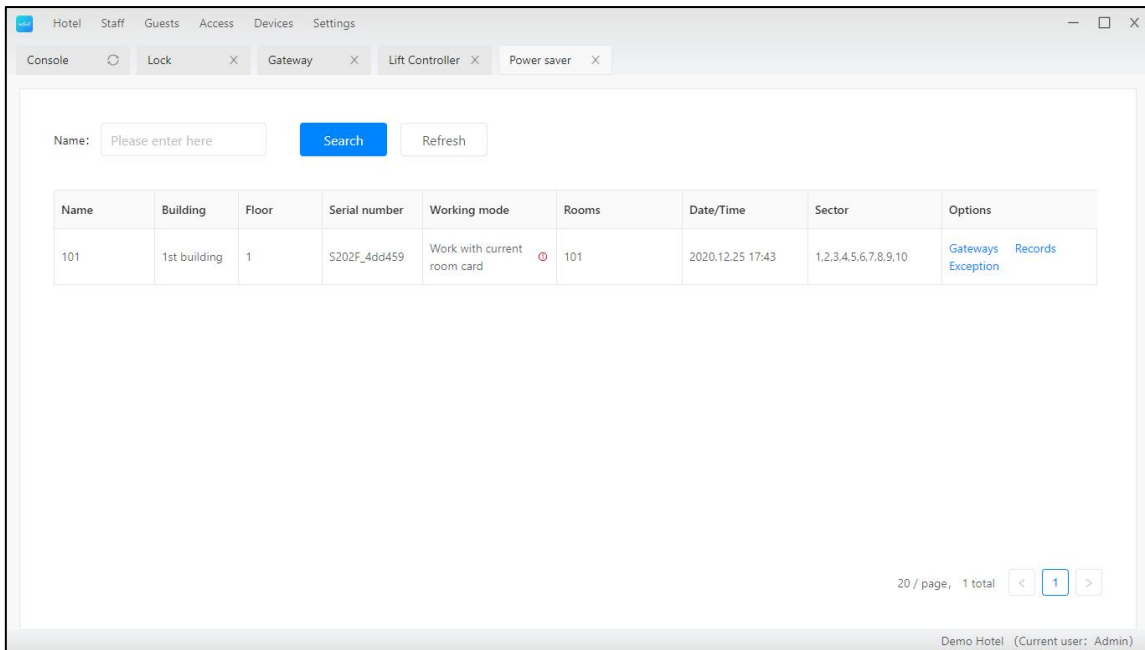 Hotel Staff Guests Access Devices Settings
Console Lock X Gateway X Lift Controller X Power saver X
Name: Please enter here Search Refresh
Name Building Floor Serial number Working mode Rooms Date/Time Sector Options
101 1st building 1 S202F_4dd459 Work with current room card 101 2020.12.25 17:43 1,2,3,4,5,6,7,8,9,10 Gateways Records Exception
20 / page, 1 total < 1 >
Demo Hotel (Current user: Admin)